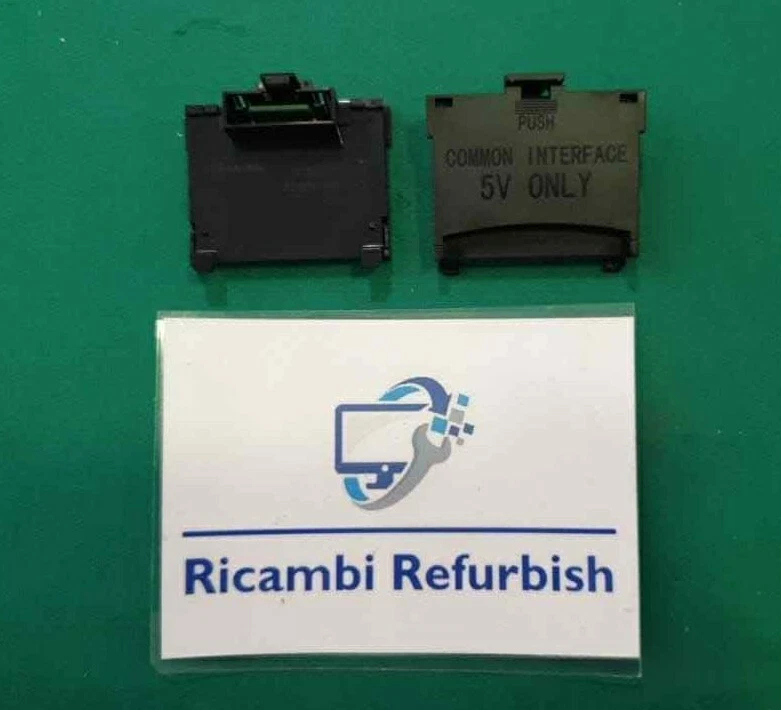 PUSH
COMMON INTERFACE
5V ONLY
Ricambi Refurbish